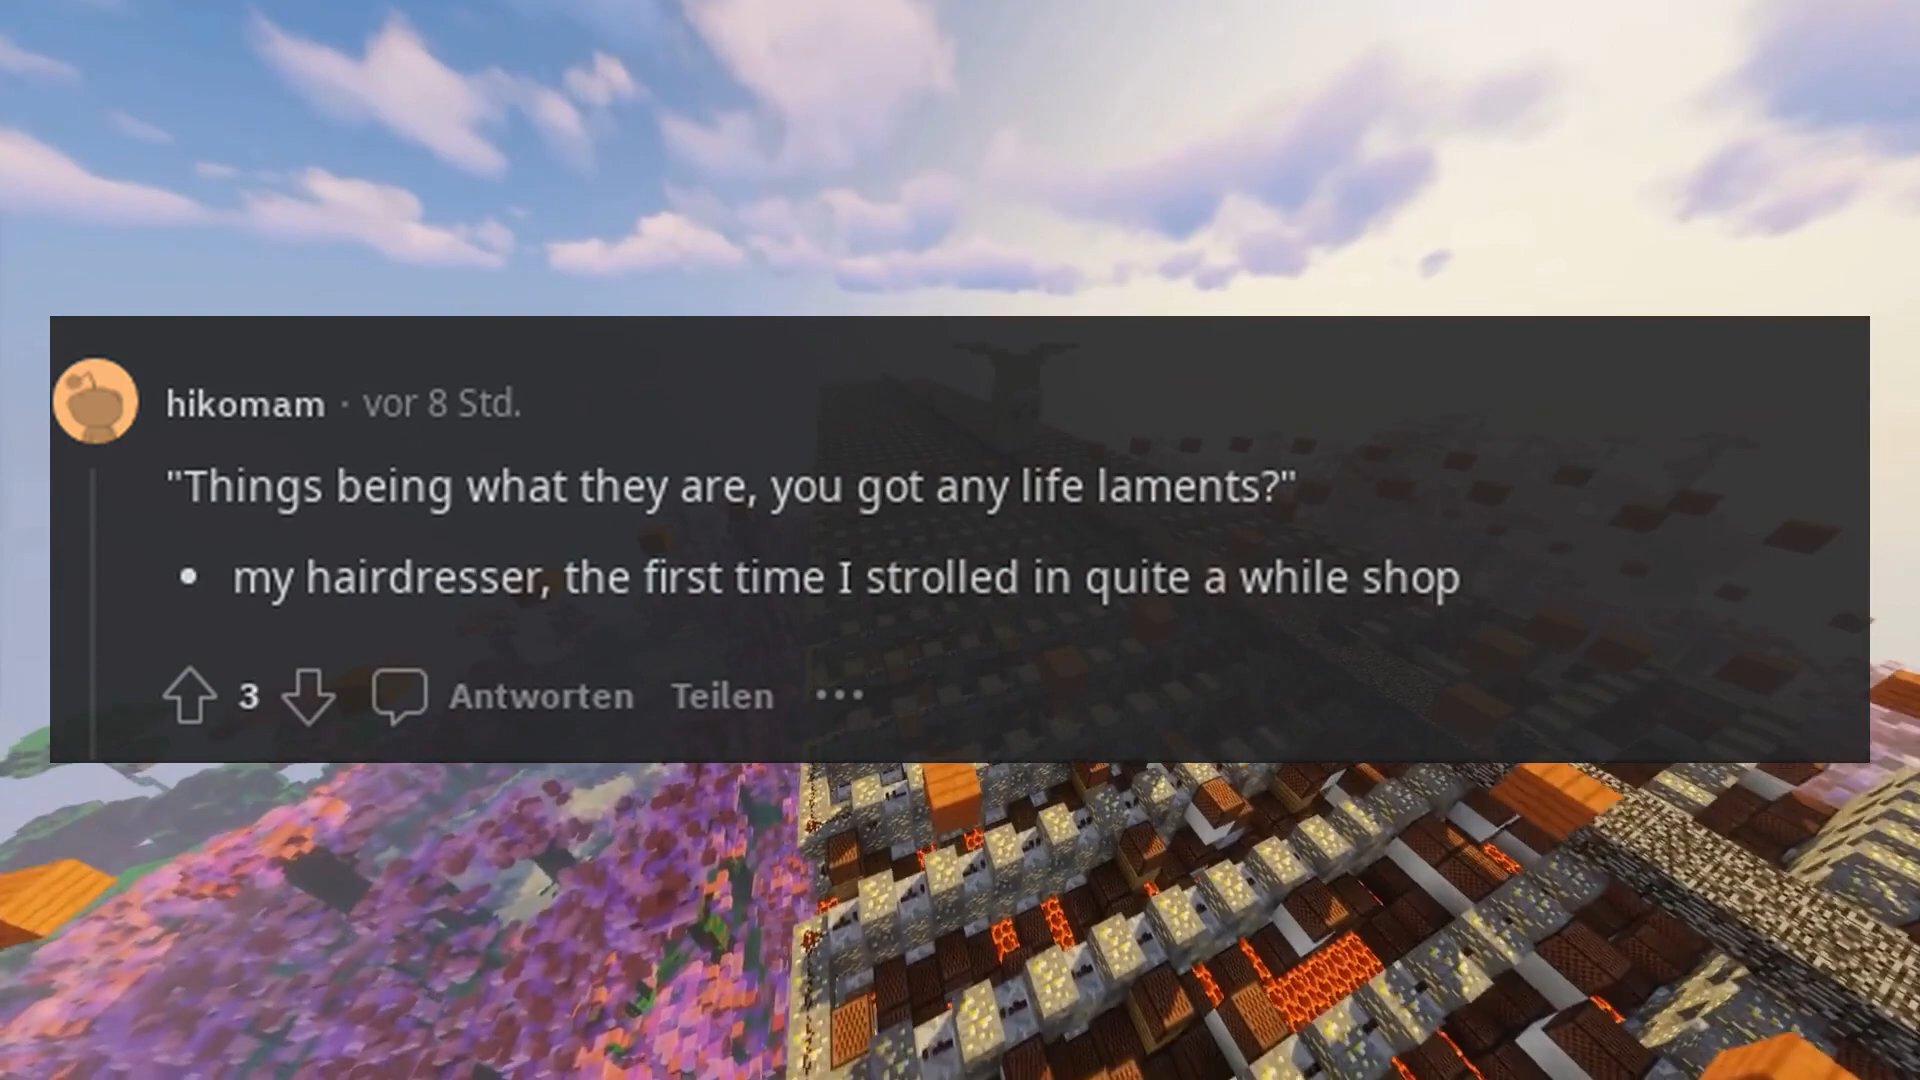 hikomam · vor 8 Std.
"Things being what they are, you got any life laments?"
• my hairdresser, the first time I strolled in quite a while shop
3 Antworten Teilen •••